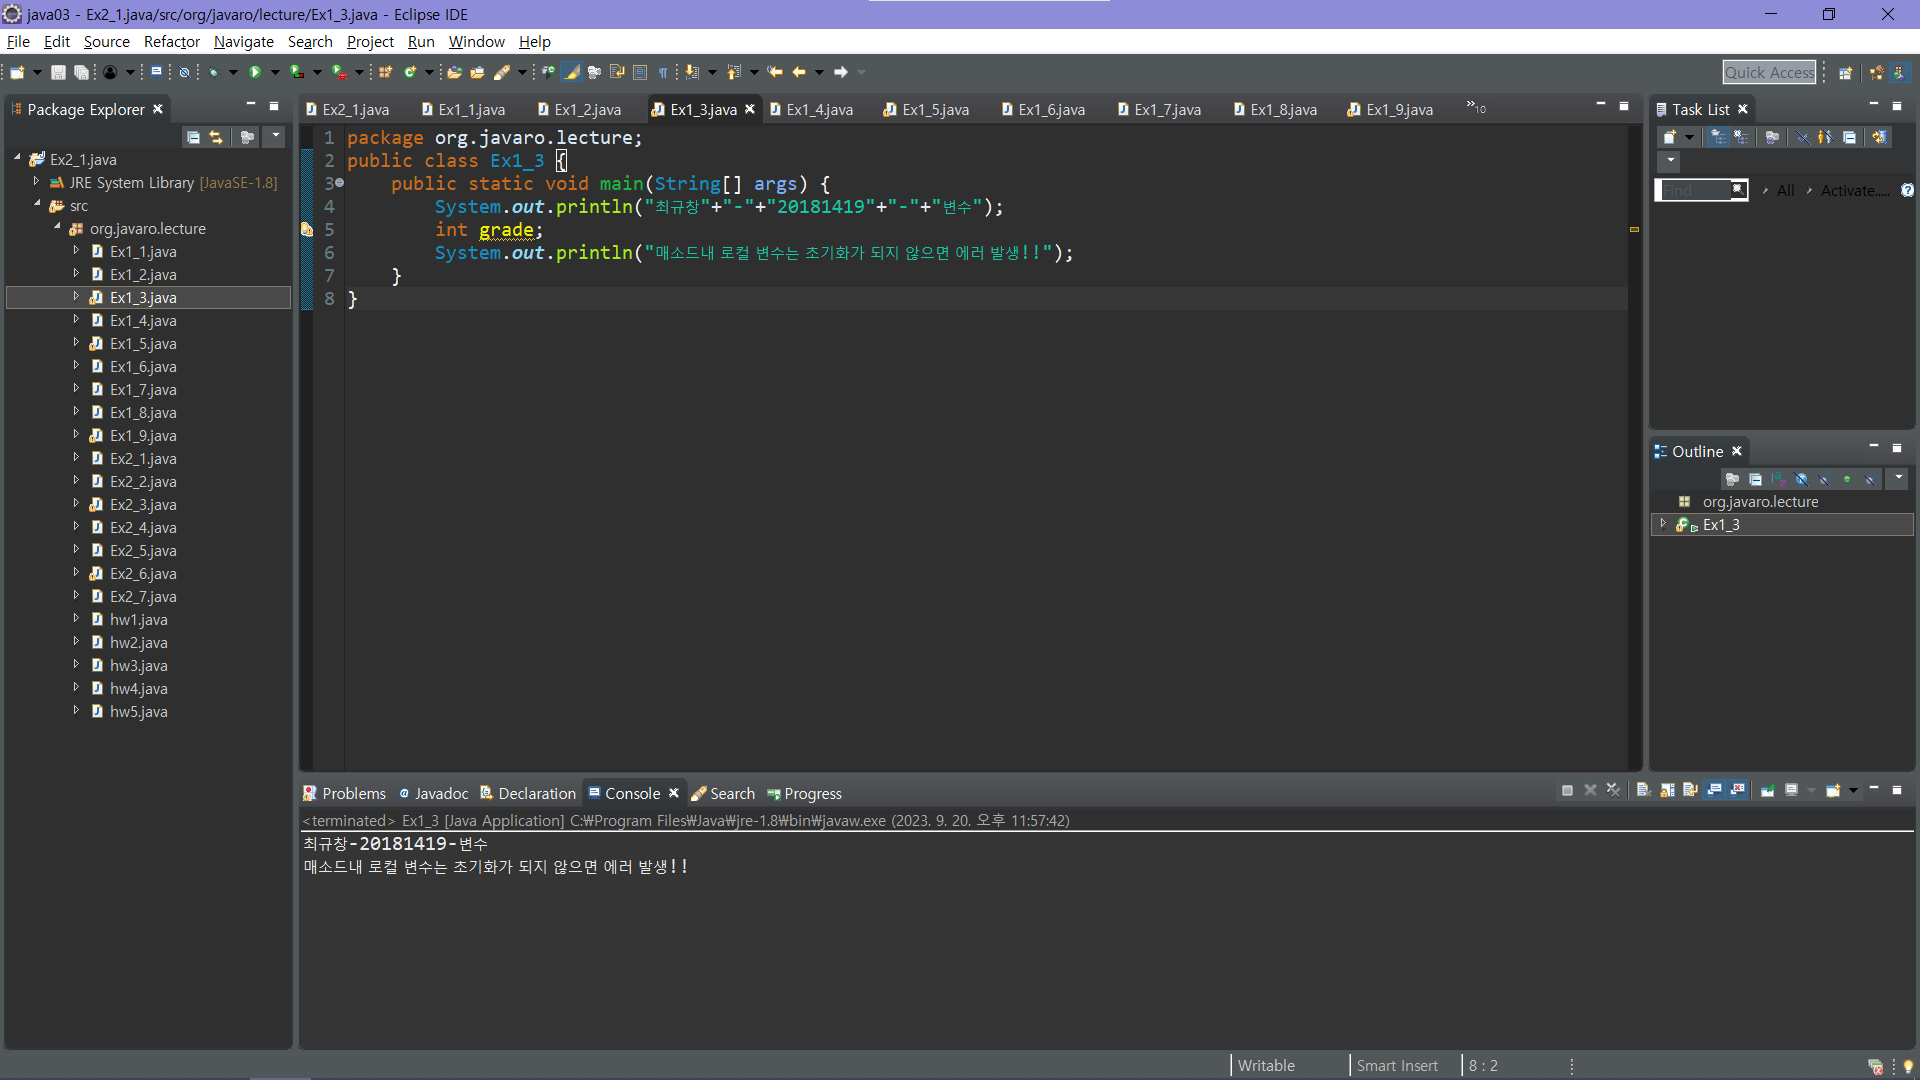 java03 - Ex2_1.java/src/org/javaro/lecture/Ex1_3.java - Eclipse IDE
File Edit Source Refactor Navigate Search Project Run Window Help
Quick Access
Package Explorer
Ex2_1.java
JRE System Library [JavaSE-1.8]
src
org.javaro.lecture
Ex1_1.java
Ex1_2.java
Ex1_3.java
Ex1_4.java
Ex1_5.java
Ex1_6.java
Ex1_7.java
Ex1_8.java
Ex1_9.java
Ex2_1.java
Ex2_2.java
Ex2_3.java
Ex2_4.java
Ex2_5.java
Ex2_6.java
Ex2_7.java
hw1.java
hw2.java
hw3.java
hw4.java
hw5.java
Ex2_1.java Ex1_1.java Ex1_2.java Ex1_3.java Ex1_4.java Ex1_5.java Ex1_6.java Ex1_7.java Ex1_8.java Ex1_9.java »10
1 package org.javaro.lecture;
2 public class Ex1_3 {
3 public static void main(String[] args) {
4 System.out.println("최규창"+"-"+"20181419"+"-"+"변수");
5 int grade;
6 System.out.println("매소드내 로컬 변수는 초기화가 되지 않으면 에러 발생!!");
7 }
8 }
Task List
Find All Activate...
Outline
org.javaro.lecture
Ex1_3
Problems Javadoc Declaration Console Search Progress
<terminated> Ex1_3 [Java Application] C:₩Program Files₩Java₩jre-1.8₩bin₩javaw.exe (2023. 9. 20. 오후 11:57:42)
최규창-20181419-변수
매소드내 로컬 변수는 초기화가 되지 않으면 에러 발생!!
Writable Smart Insert 8 : 2